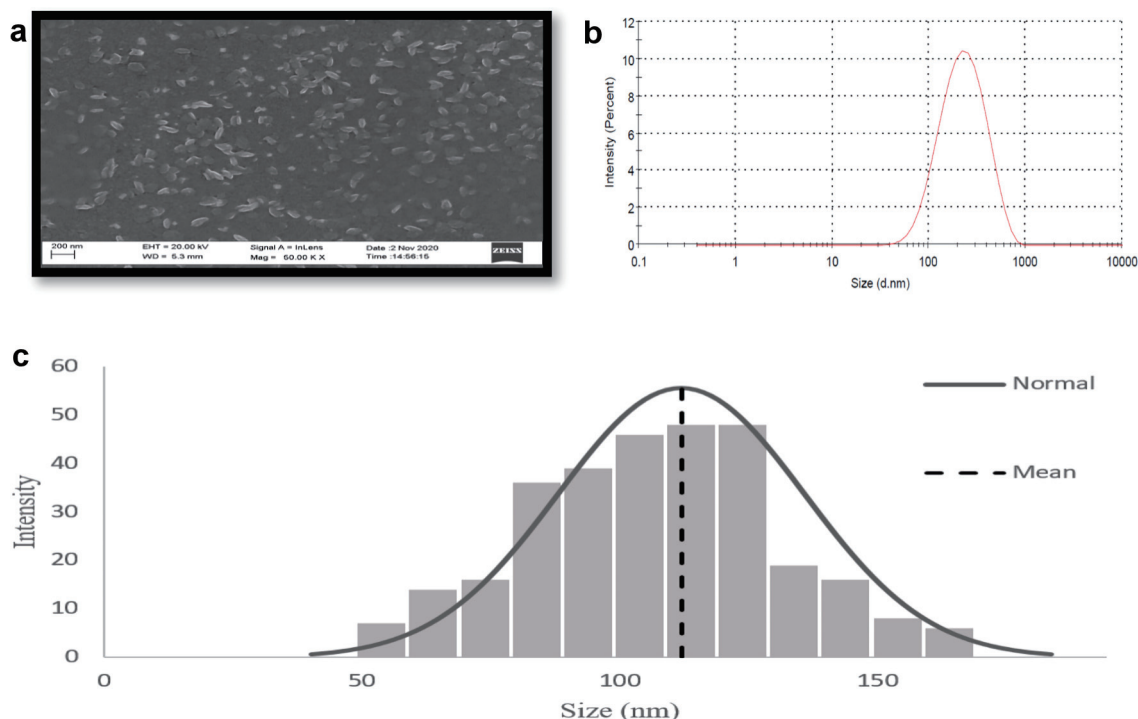 a
200 nm
EHT = 20.00 kV Signal A = InLens Date :2 Nov 2020
WD = 5.3 mm Mag = 50.00 K X Time :14:56:15
ZEISS
b
12
10
8
6
4
2
0
Intensity (Percent)
0.1 1 10 100 1000 10000
Size (d.nm)
c
60
50
40
30
20
10
0
Intensity
Normal
Mean
0 50 100 150
Size (nm)